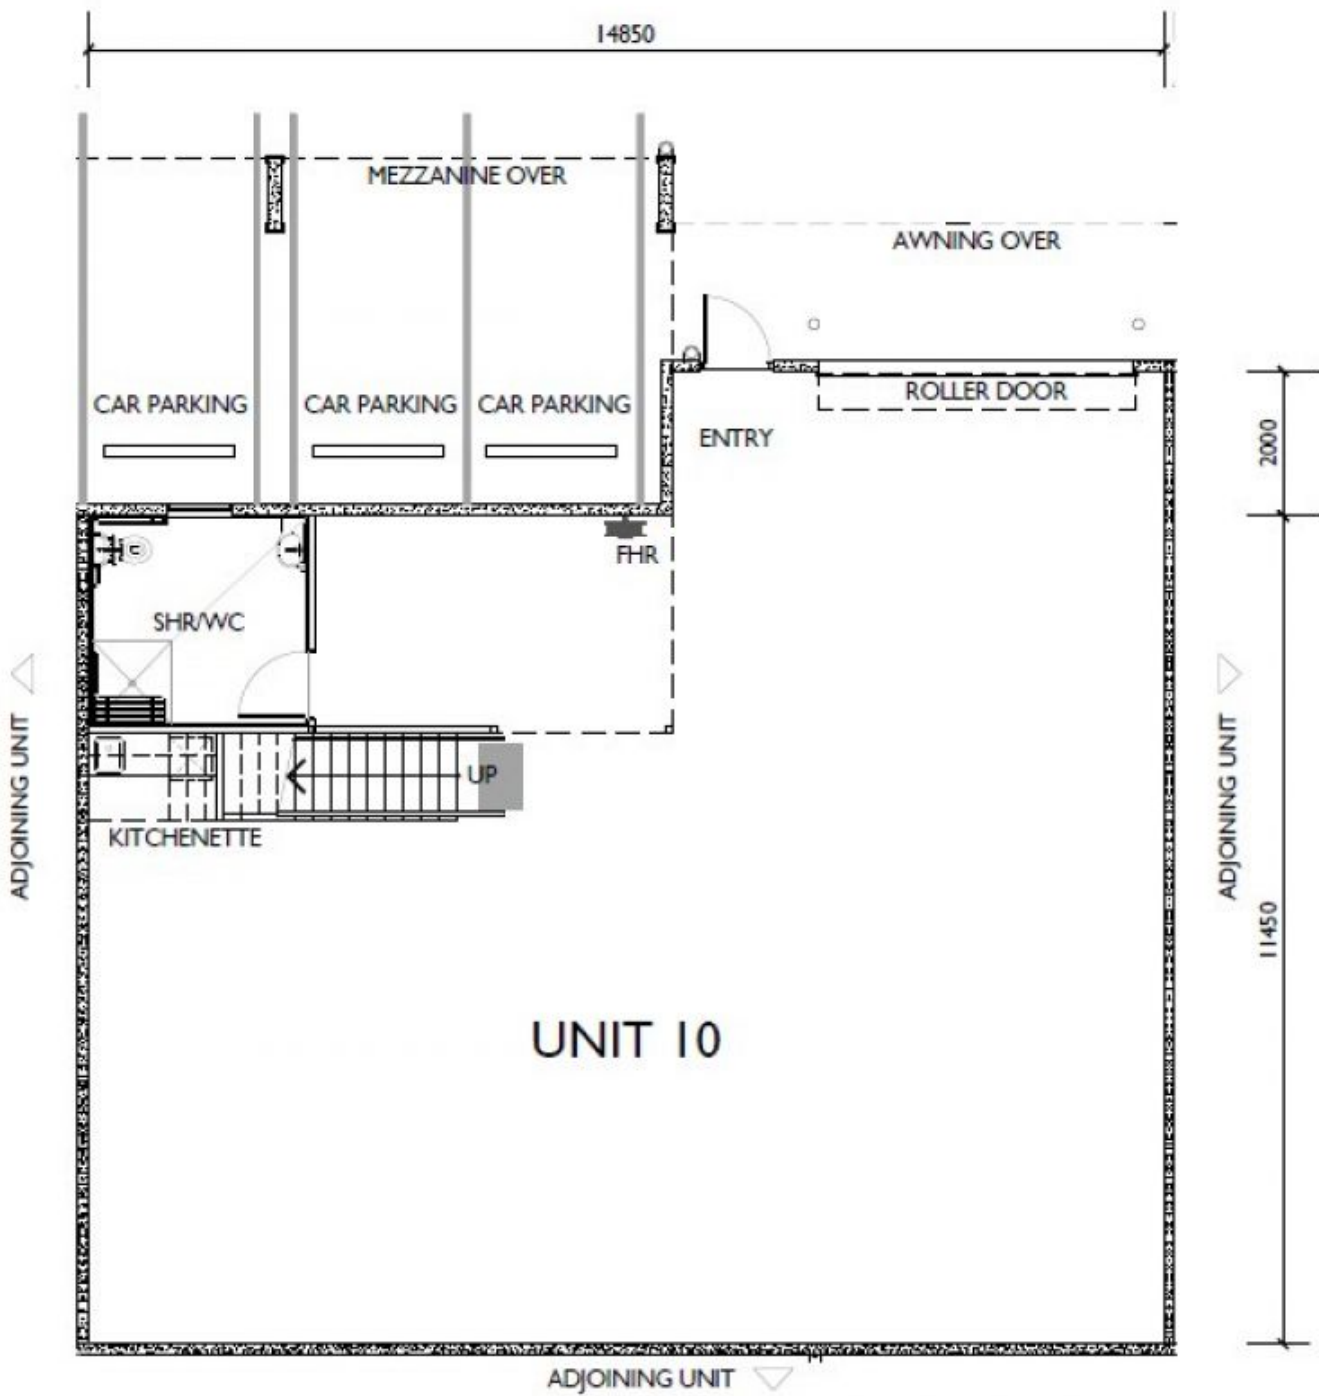 14850
MEZZANINE OVER
AWNING OVER
CAR PARKING
CAR PARKING
CAR PARKING
ROLLER DOOR
ENTRY
2000
FHR
SHR/WC
UP
KITCHENETTE
ADJOINING UNIT
ADJOINING UNIT
11450
UNIT 10
ADJOINING UNIT